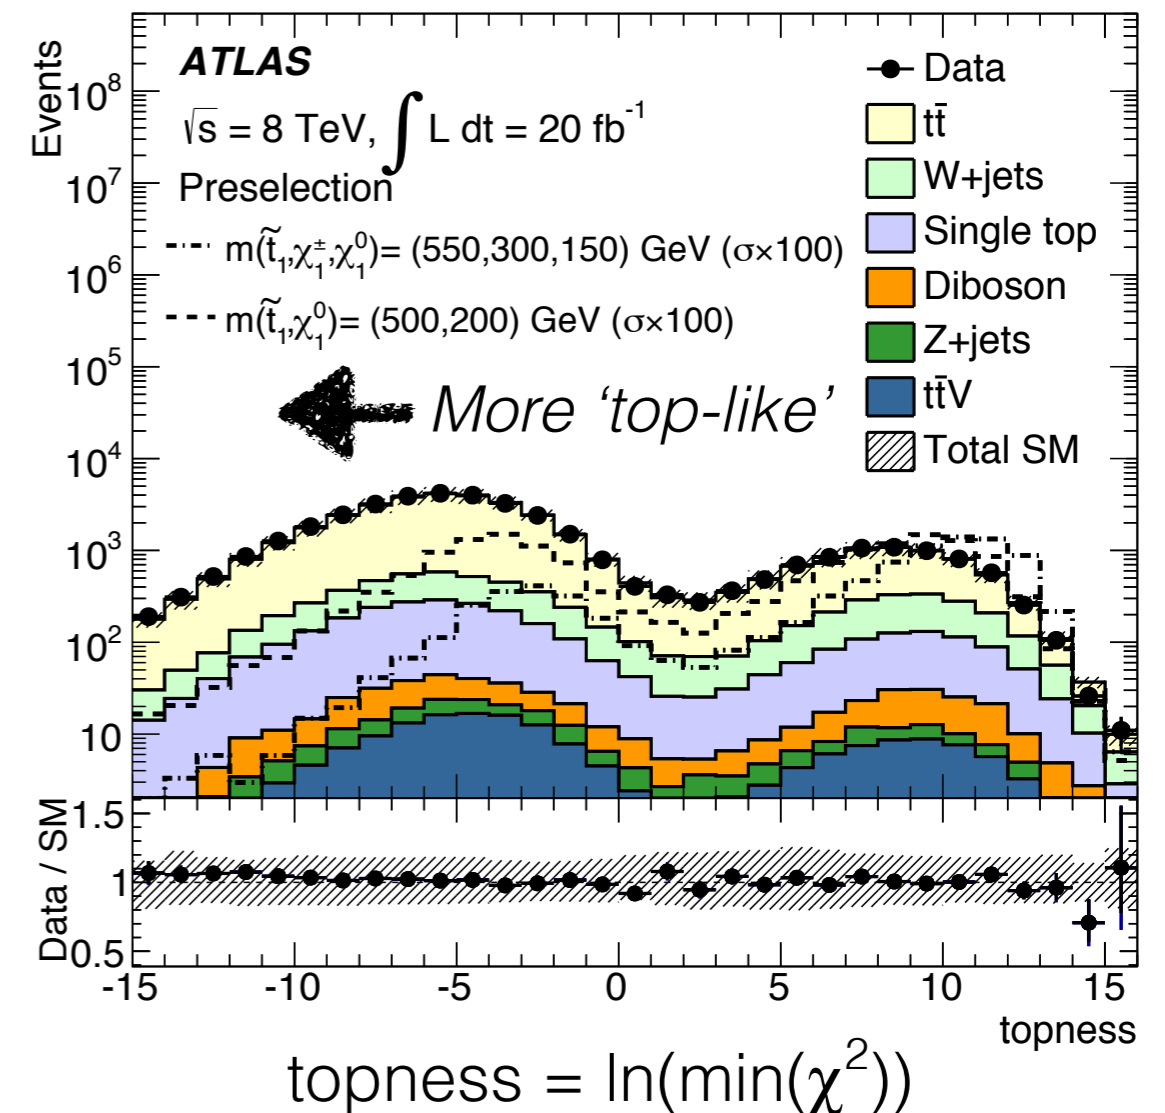 ATLAS
√s = 8 TeV, ∫ L dt = 20 fb⁻¹
Preselection
m(t̃₁,χ₁±,χ₁⁰)= (550,300,150) GeV (σ×100)
m(t̃₁,χ₁⁰)= (500,200) GeV (σ×100)
More ‘top-like’
Data
tt̄
W+jets
Single top
Diboson
Z+jets
tt̄V
Total SM
Events
10⁸
10⁷
10⁶
10⁵
10⁴
10³
10²
10
Data / SM
1.5
1
0.5
-15 -10 -5 0 5 10 15
topness
topness = ln(min(χ²))